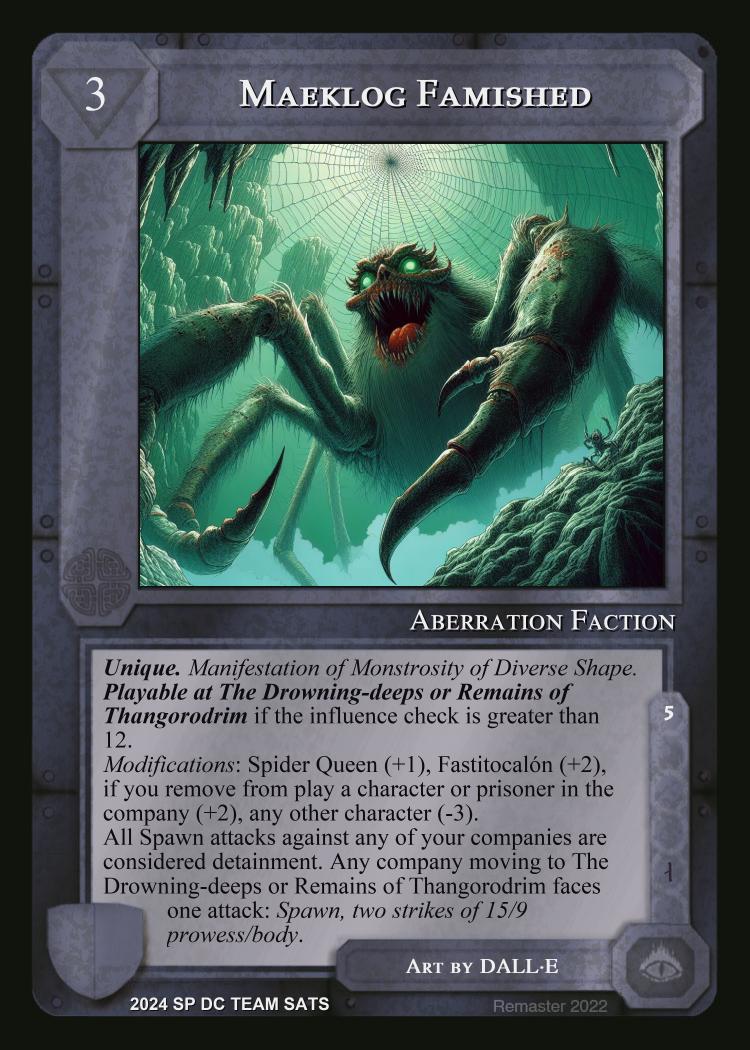 3
Maeklog Famished
Aberration Faction
Unique. Manifestation of Monstrosity of Diverse Shape.
Playable at The Drowning-deeps or Remains of
Thangorodrim if the influence check is greater than
12.
Modifications: Spider Queen (+1), Fastitocalón (+2),
if you remove from play a character or prisoner in the
company (+2), any other character (-3).
All Spawn attacks against any of your companies are
considered detainment. Any company moving to The
Drowning-deeps or Remains of Thangorodrim faces
one attack: Spawn, two strikes of 15/9
prowess/body.
5
Art by DALL·E
2024 SP DC TEAM SATS
Remaster 2022